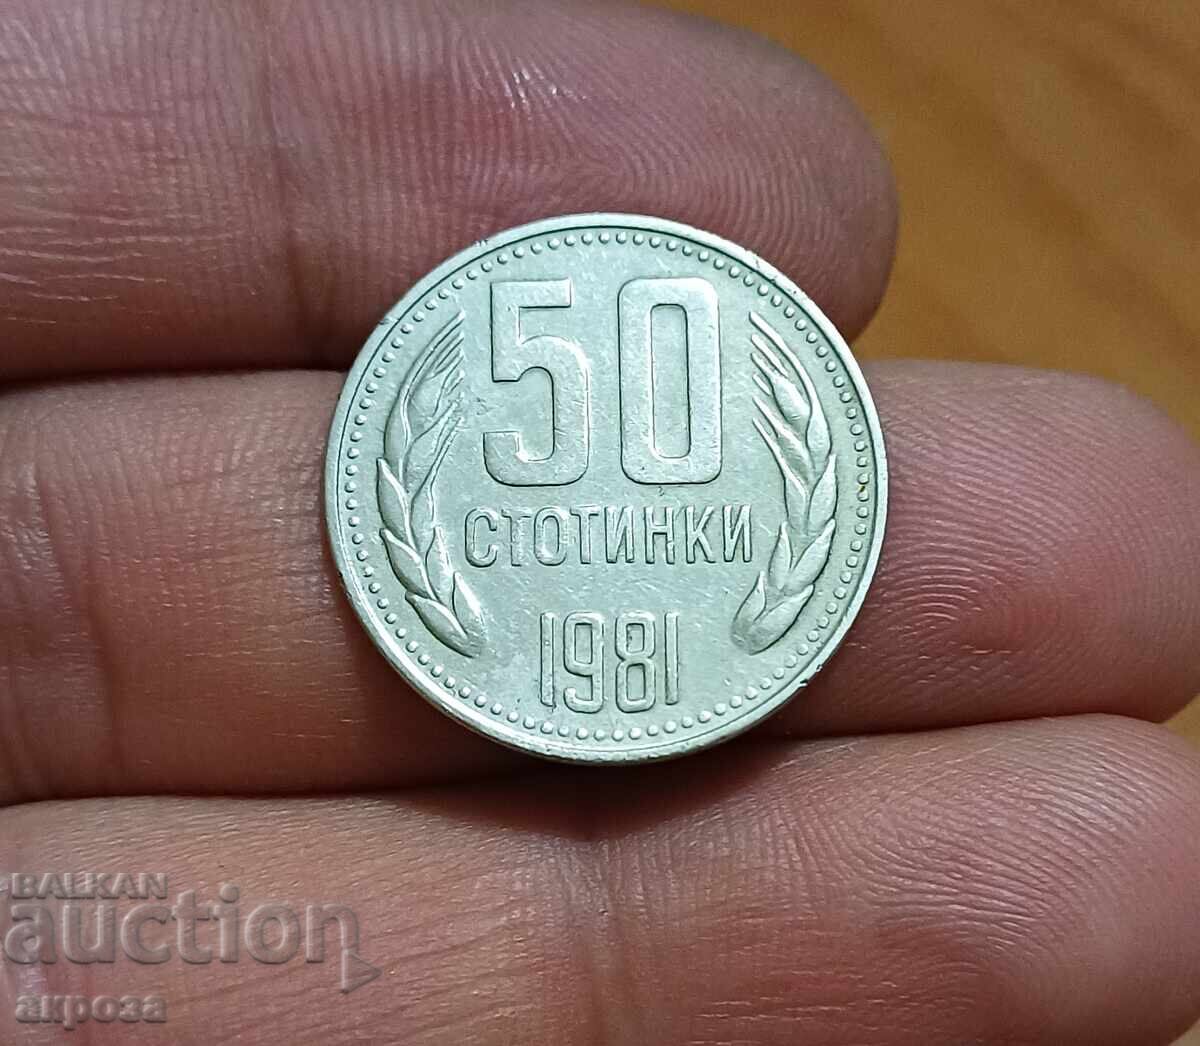 50
СТОТИНКИ
1981
BALKAN
auction
акроза